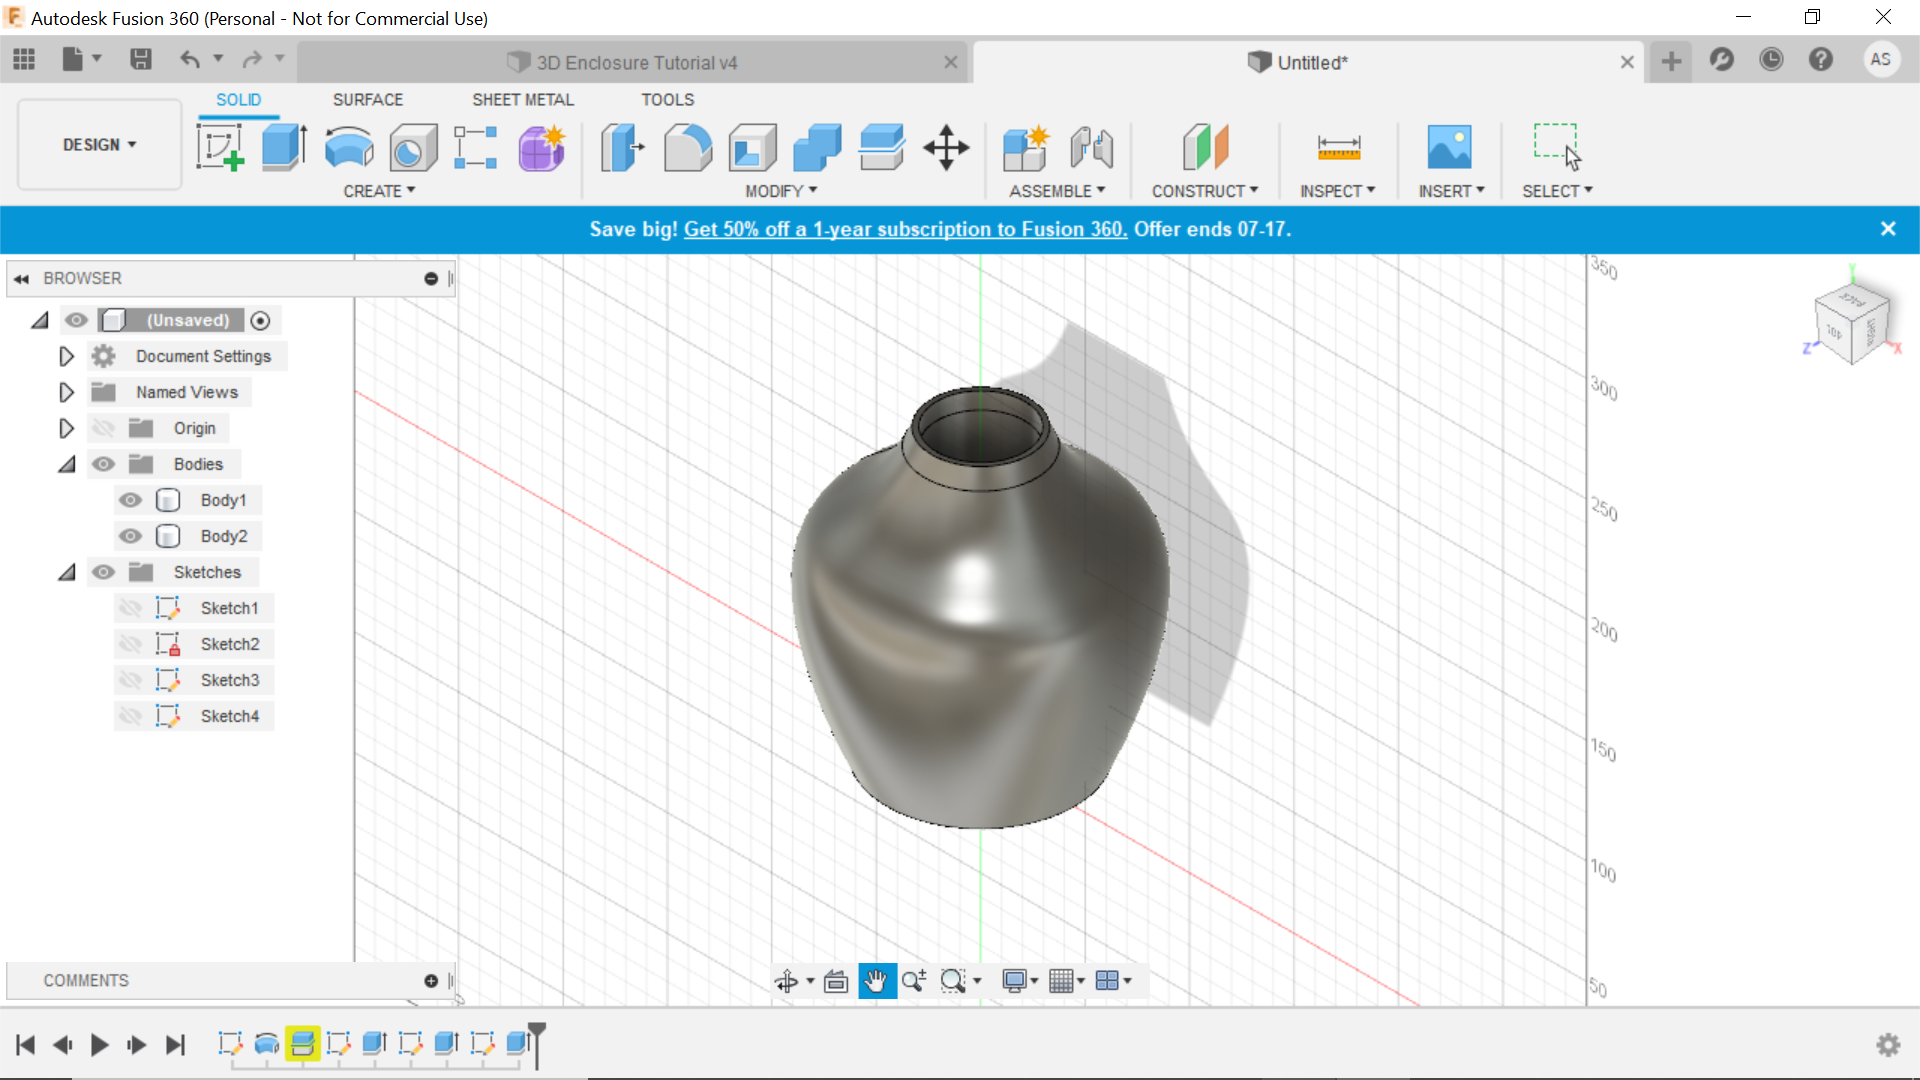 Autodesk Fusion 360 (Personal - Not for Commercial Use)
3D Enclosure Tutorial v4
Untitled*
AS
SOLID SURFACE SHEET METAL TOOLS
DESIGN
CREATE MODIFY ASSEMBLE CONSTRUCT INSPECT INSERT SELECT
Save big! Get 50% off a 1-year subscription to Fusion 360. Offer ends 07-17.
BROWSER
(Unsaved)
Document Settings
Named Views
Origin
Bodies
Body1
Body2
Sketches
Sketch1
Sketch2
Sketch3
Sketch4
350
300
250
200
150
100
50
Y
BACK
TOP
Z
X
COMMENTS